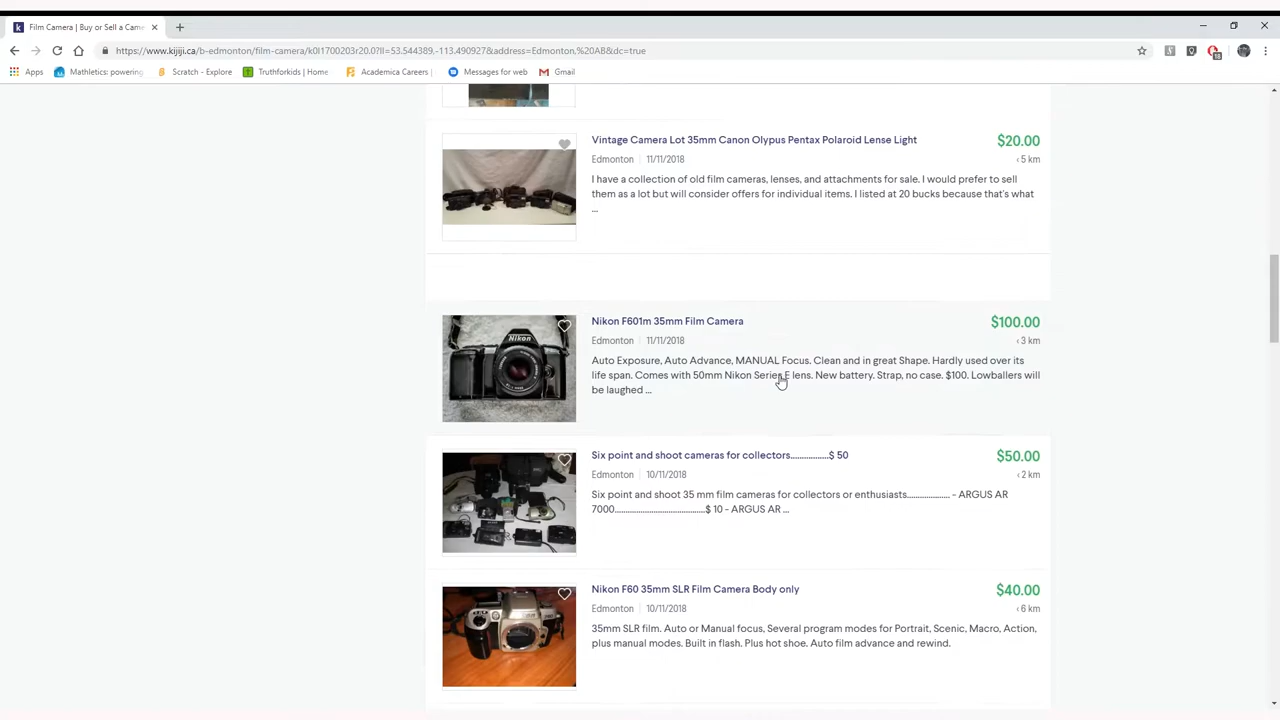 Film Camera | Buy or Sell a Came
https://www.kijiji.ca/b-edmonton/film-camera/k0l1700203r20.0?ll=53.544389,-113.490927&address=Edmonton,%20AB&dc=true
Apps
Mathletics: powering
Scratch - Explore
Truthforkids | Home
Academica Careers |
Messages for web
Gmail
Vintage Camera Lot 35mm Canon Olypus Pentax Polaroid Lense Light
$20.00
Edmonton | 11/11/2018
< 5 km
I have a collection of old film cameras, lenses, and attachments for sale. I would prefer to sell
them as a lot but will consider offers for individual items. I listed at 20 bucks because that's what
...
Nikon F601m 35mm Film Camera
$100.00
Edmonton | 11/11/2018
< 3 km
Auto Exposure, Auto Advance, MANUAL Focus. Clean and in great Shape. Hardly used over its
life span. Comes with 50mm Nikon Series E lens. New battery. Strap, no case. $100. Lowballers will
be laughed ...
Nikon
Six point and shoot cameras for collectors.................$ 50
$50.00
Edmonton | 10/11/2018
< 2 km
Six point and shoot 35 mm film cameras for collectors or enthusiasts.................... - ARGUS AR
7000.......................................$ 10 - ARGUS AR ...
Nikon F60 35mm SLR Film Camera Body only
$40.00
Edmonton | 10/11/2018
< 6 km
35mm SLR film. Auto or Manual focus, Several program modes for Portrait, Scenic, Macro, Action,
plus manual modes. Built in flash. Plus hot shoe. Auto film advance and rewind.